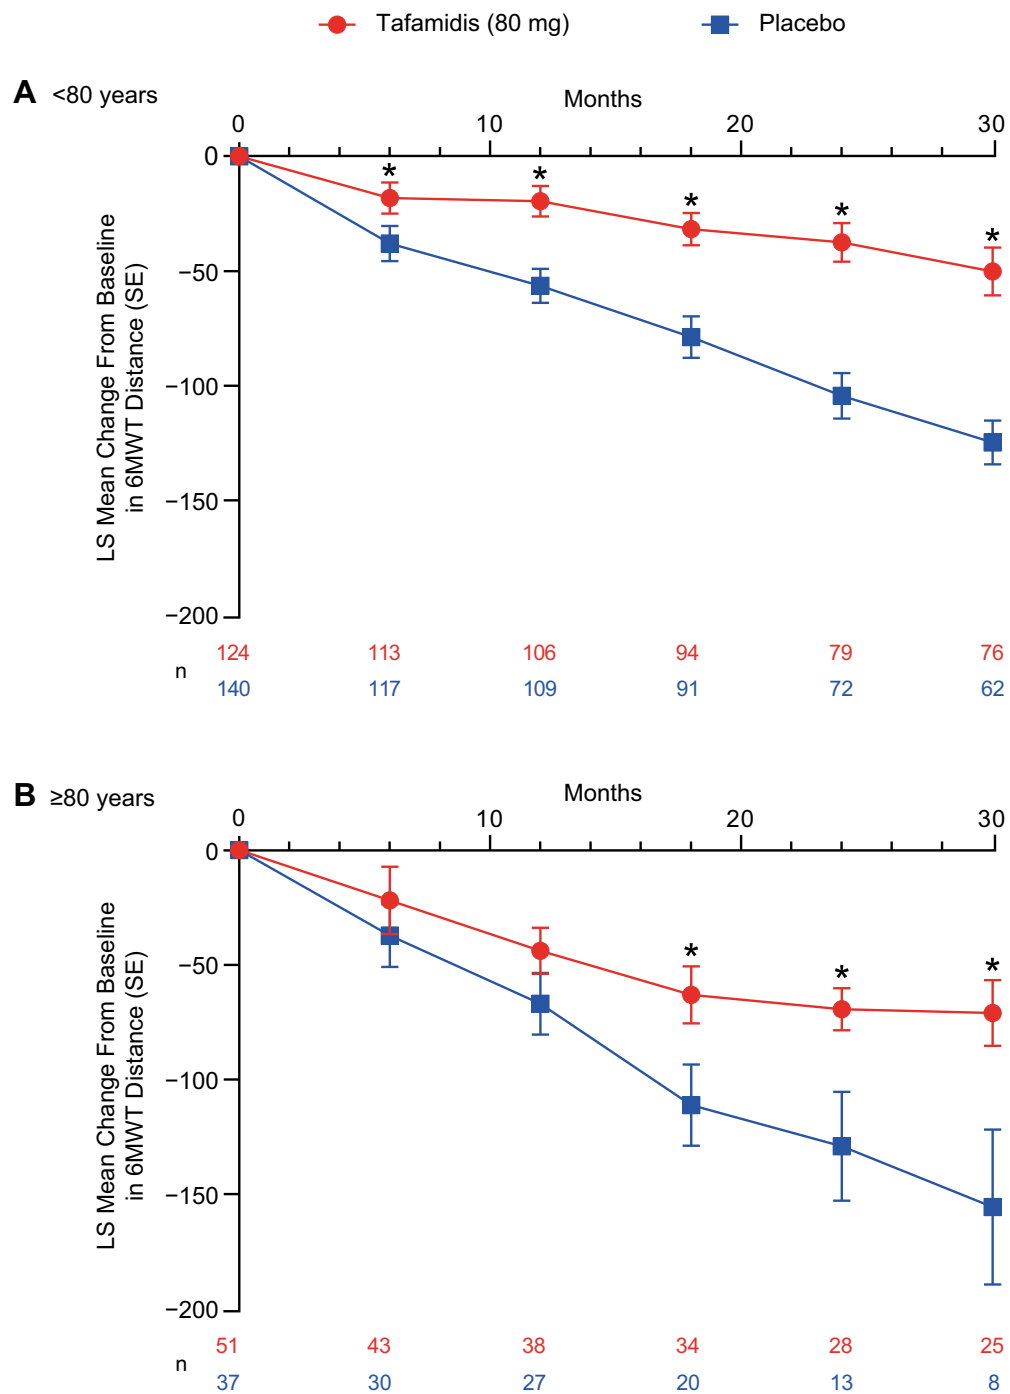 Tafamidis (80 mg) Placebo
A <80 years
Months
0 10 20 30
* * * * *
0
−50
−100
−150
−200
LS Mean Change From Baseline
in 6MWT Distance (SE)
124 113 106 94 79 76
n
140 117 109 91 72 62
B ≥80 years
Months
0 10 20 30
* * *
0
−50
−100
−150
−200
LS Mean Change From Baseline
in 6MWT Distance (SE)
51 43 38 34 28 25
n
37 30 27 20 13 8